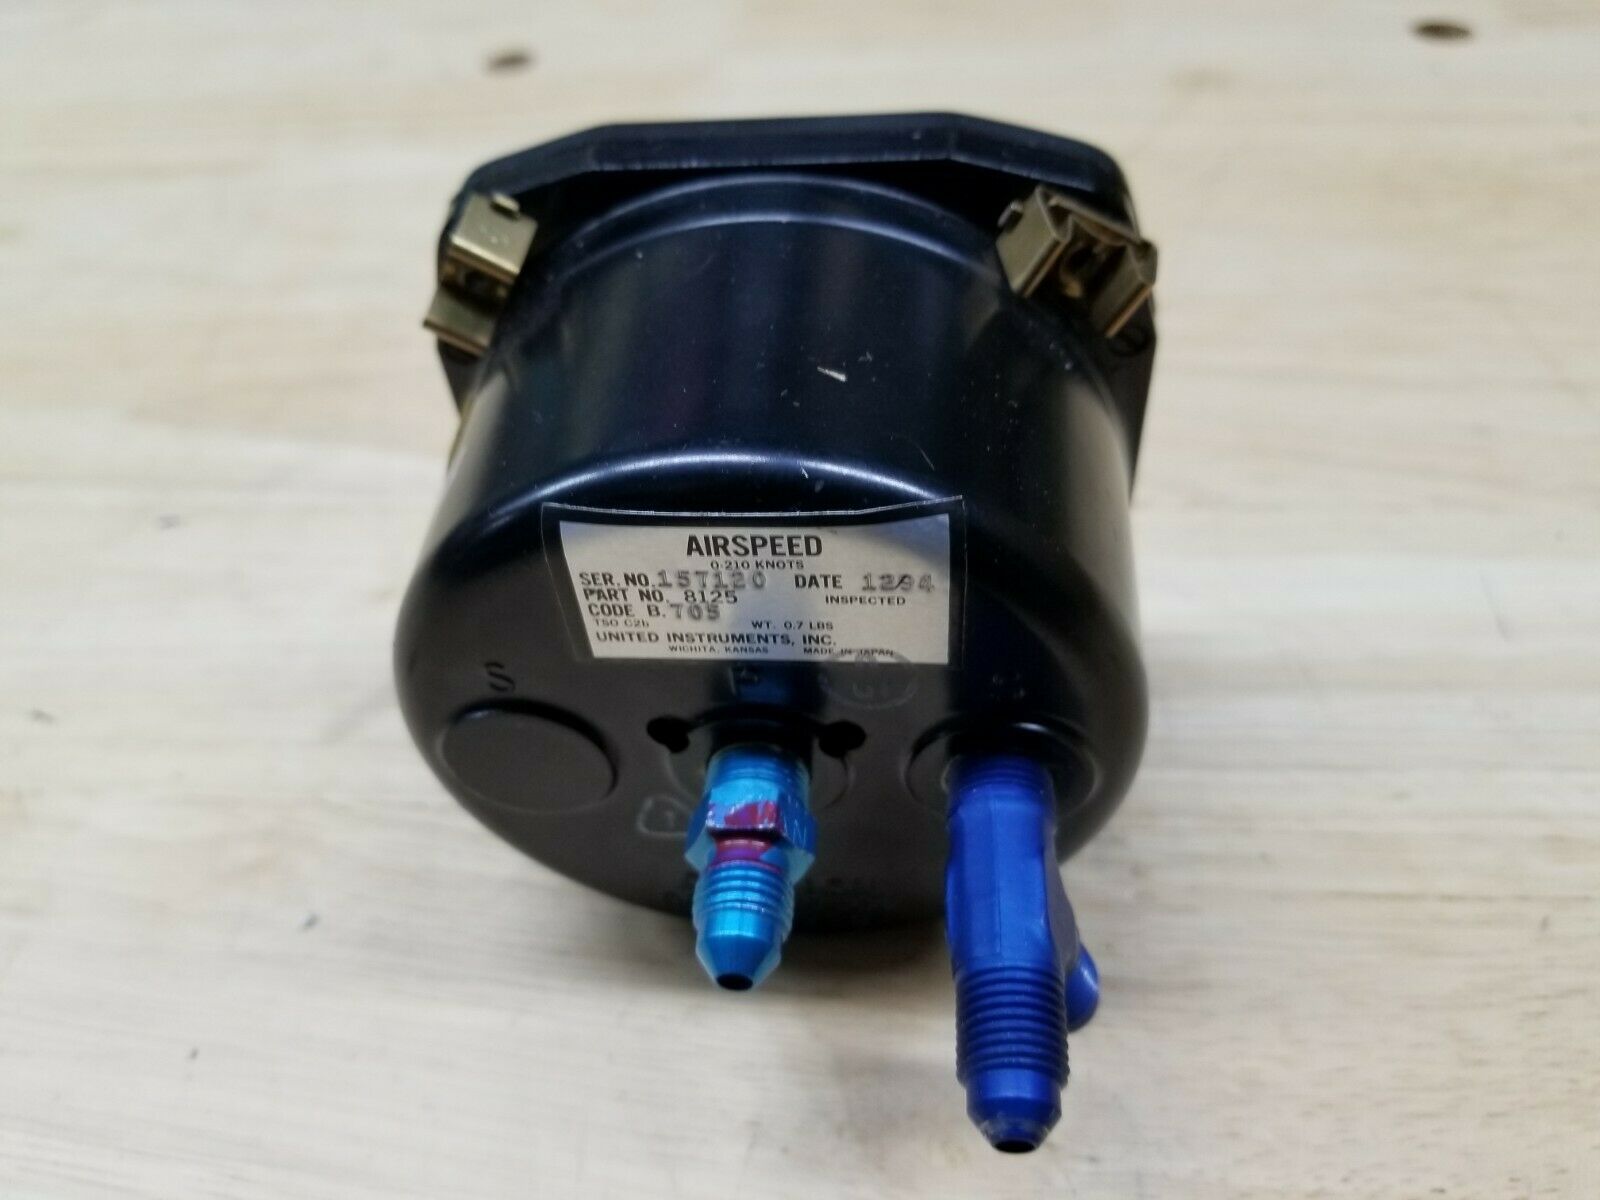 AIRSPEED
0-210 KNOTS
SER. NO. 157120 DATE 1294
PART NO. 8125 INSPECTED
CODE B.705
TSO C2b WT. 0.7 LBS
UNITED INSTRUMENTS, INC.
WICHITA, KANSAS MADE IN JAPAN
S